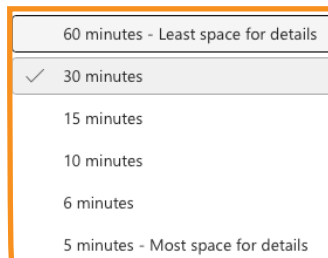 60 minutes - Least space for details
30 minutes
15 minutes
10 minutes
6 minutes
5 minutes - Most space for details